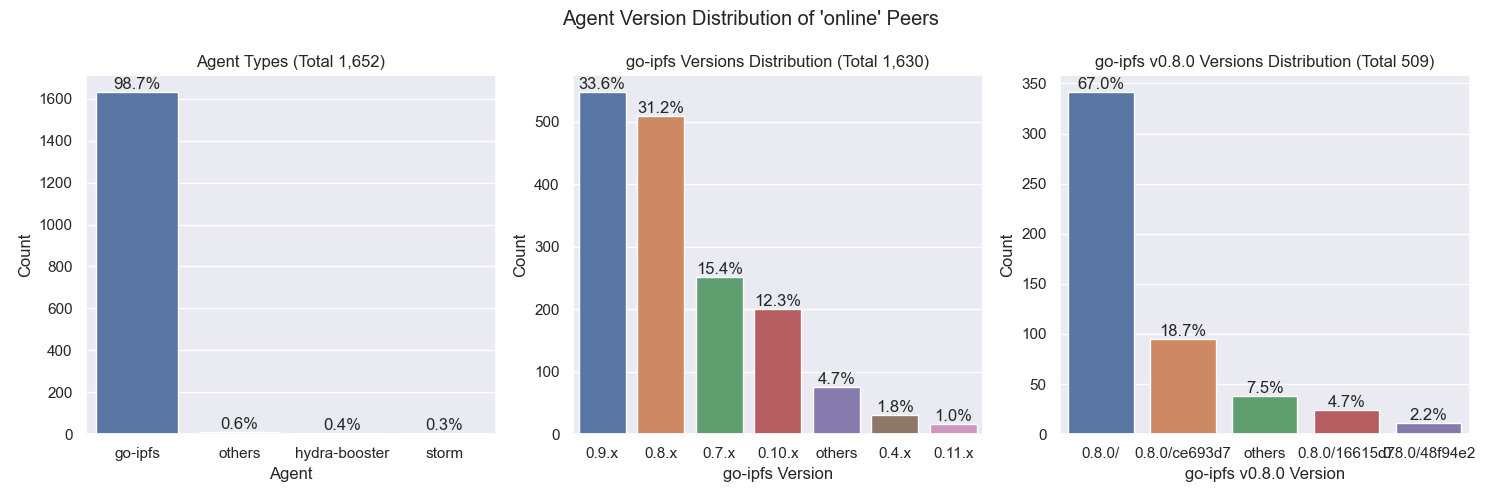 Agent Version Distribution of 'online' Peers
Agent Types (Total 1,652)
98.7%
0.6%
0.4%
0.3%
1600
1400
1200
1000
800
600
400
200
0
Count
go-ipfs
others
hydra-booster
storm
Agent
go-ipfs Versions Distribution (Total 1,630)
33.6%
31.2%
15.4%
12.3%
4.7%
1.8%
1.0%
500
400
300
200
100
0
Count
0.9.x
0.8.x
0.7.x
0.10.x
others
0.4.x
0.11.x
go-ipfs Version
go-ipfs v0.8.0 Versions Distribution (Total 509)
67.0%
18.7%
7.5%
4.7%
2.2%
350
300
250
200
150
100
50
0
Count
0.8.0/
0.8.0/ce693d7
others
0.8.0/16615d7
0.8.0/48f94e2
go-ipfs v0.8.0 Version